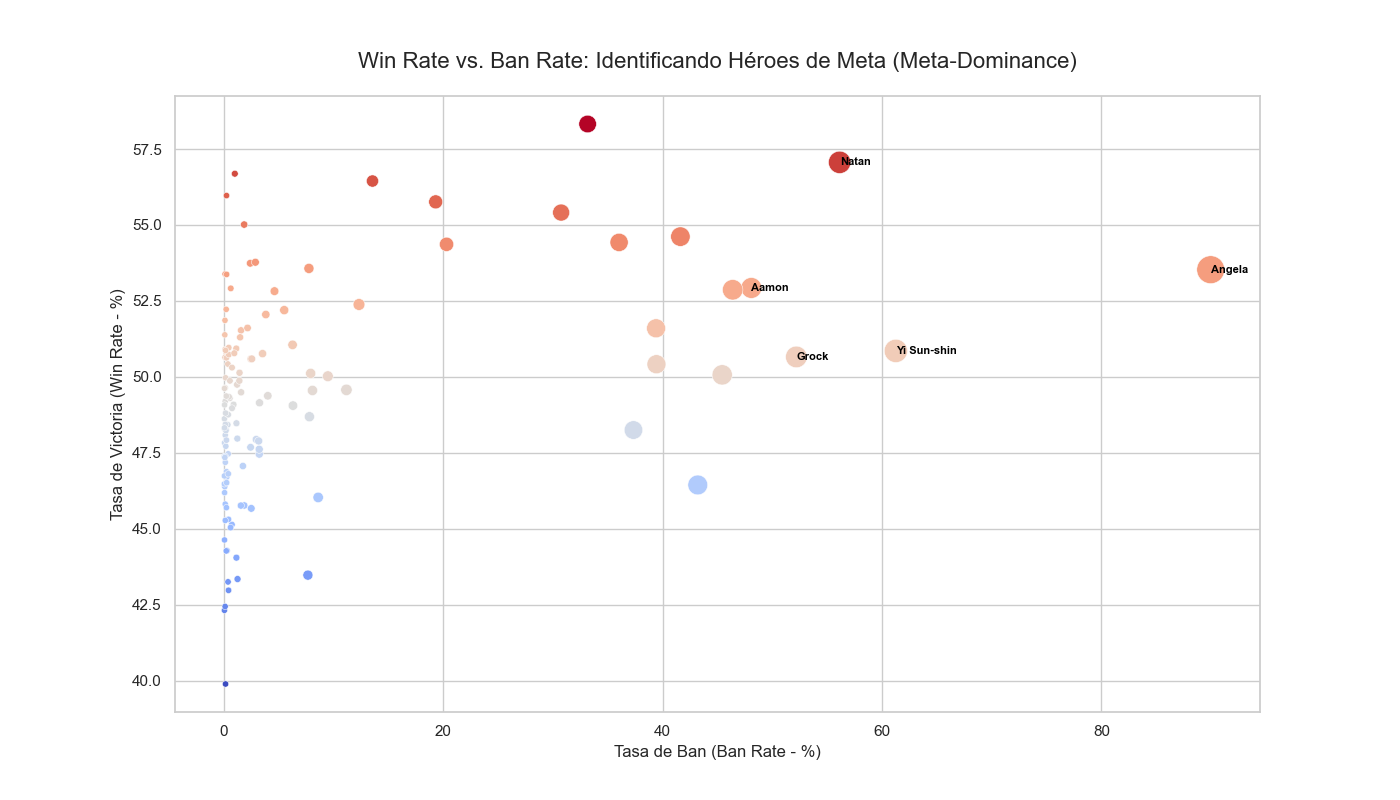 Win Rate vs. Ban Rate: Identificando Héroes de Meta (Meta-Dominance)
57.5
55.0
52.5
50.0
47.5
45.0
42.5
40.0
Tasa de Victoria (Win Rate - %)
Natan
Angela
Aamon
Grock
Yi Sun-shin
0
20
40
60
80
Tasa de Ban (Ban Rate - %)